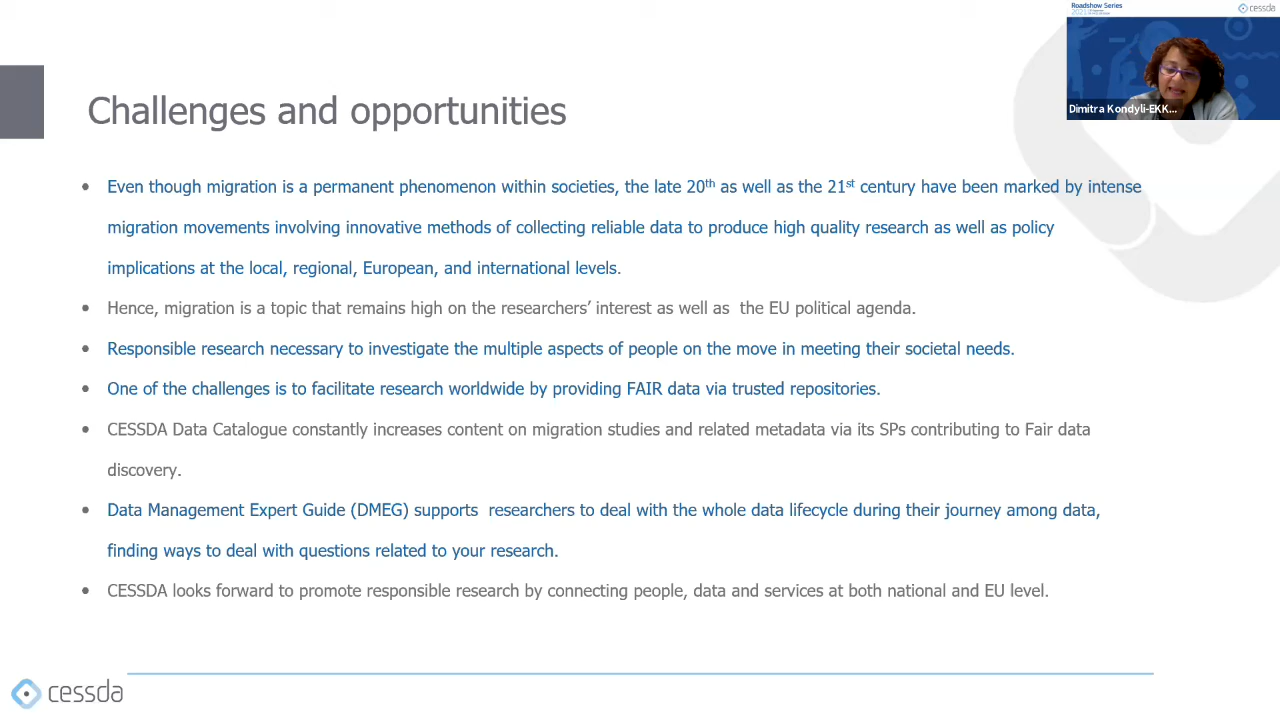 Roadshow Series
2021
cessda
Dimitra Kondyli-EKK...
Challenges and opportunities
• Even though migration is a permanent phenomenon within societies, the late 20th as well as the 21st century have been marked by intense
migration movements involving innovative methods of collecting reliable data to produce high quality research as well as policy
implications at the local, regional, European, and international levels.
• Hence, migration is a topic that remains high on the researchers’ interest as well as  the EU political agenda.
• Responsible research necessary to investigate the multiple aspects of people on the move in meeting their societal needs.
• One of the challenges is to facilitate research worldwide by providing FAIR data via trusted repositories.
• CESSDA Data Catalogue constantly increases content on migration studies and related metadata via its SPs contributing to Fair data
discovery.
• Data Management Expert Guide (DMEG) supports  researchers to deal with the whole data lifecycle during their journey among data,
finding ways to deal with questions related to your research.
• CESSDA looks forward to promote responsible research by connecting people, data and services at both national and EU level.
cessda